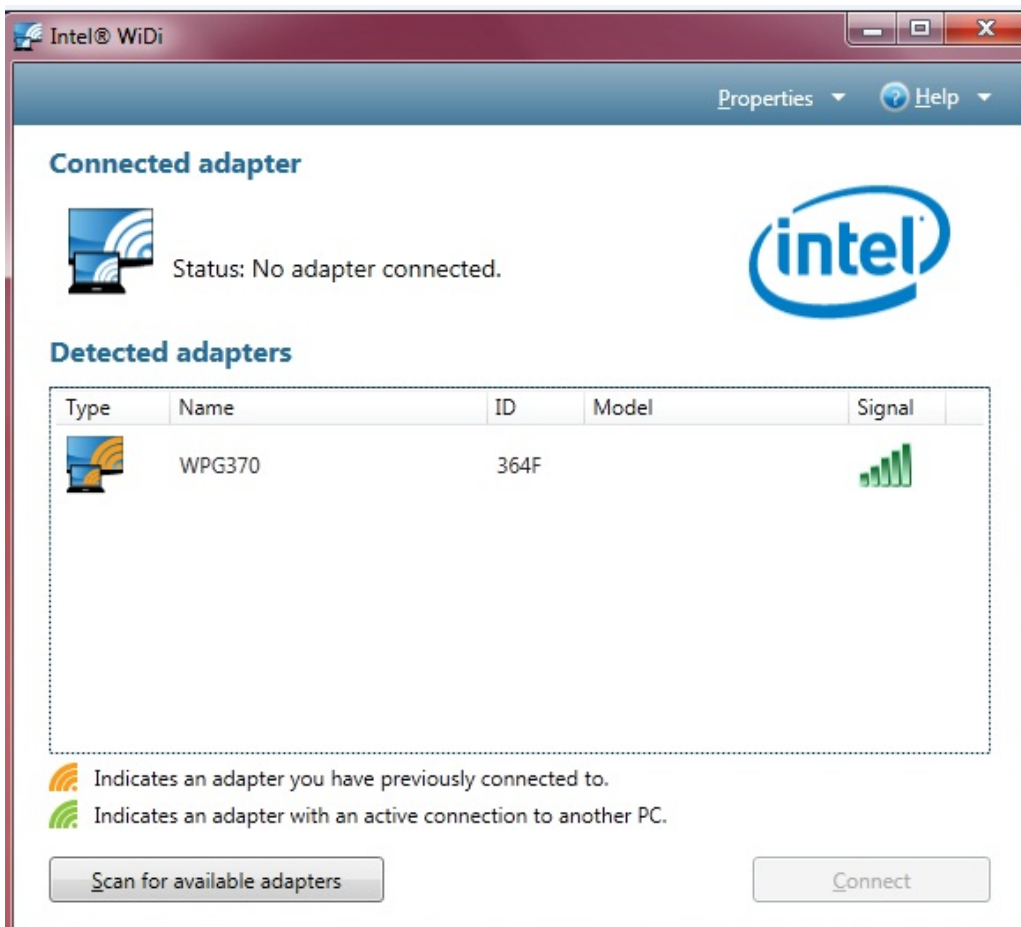 Intel® WiDi
Properties Help
Connected adapter
intel
Status: No adapter connected.
Detected adapters
Type Name ID Model Signal
WPG370 364F
Indicates an adapter you have previously connected to.
Indicates an adapter with an active connection to another PC.
Scan for available adapters Connect